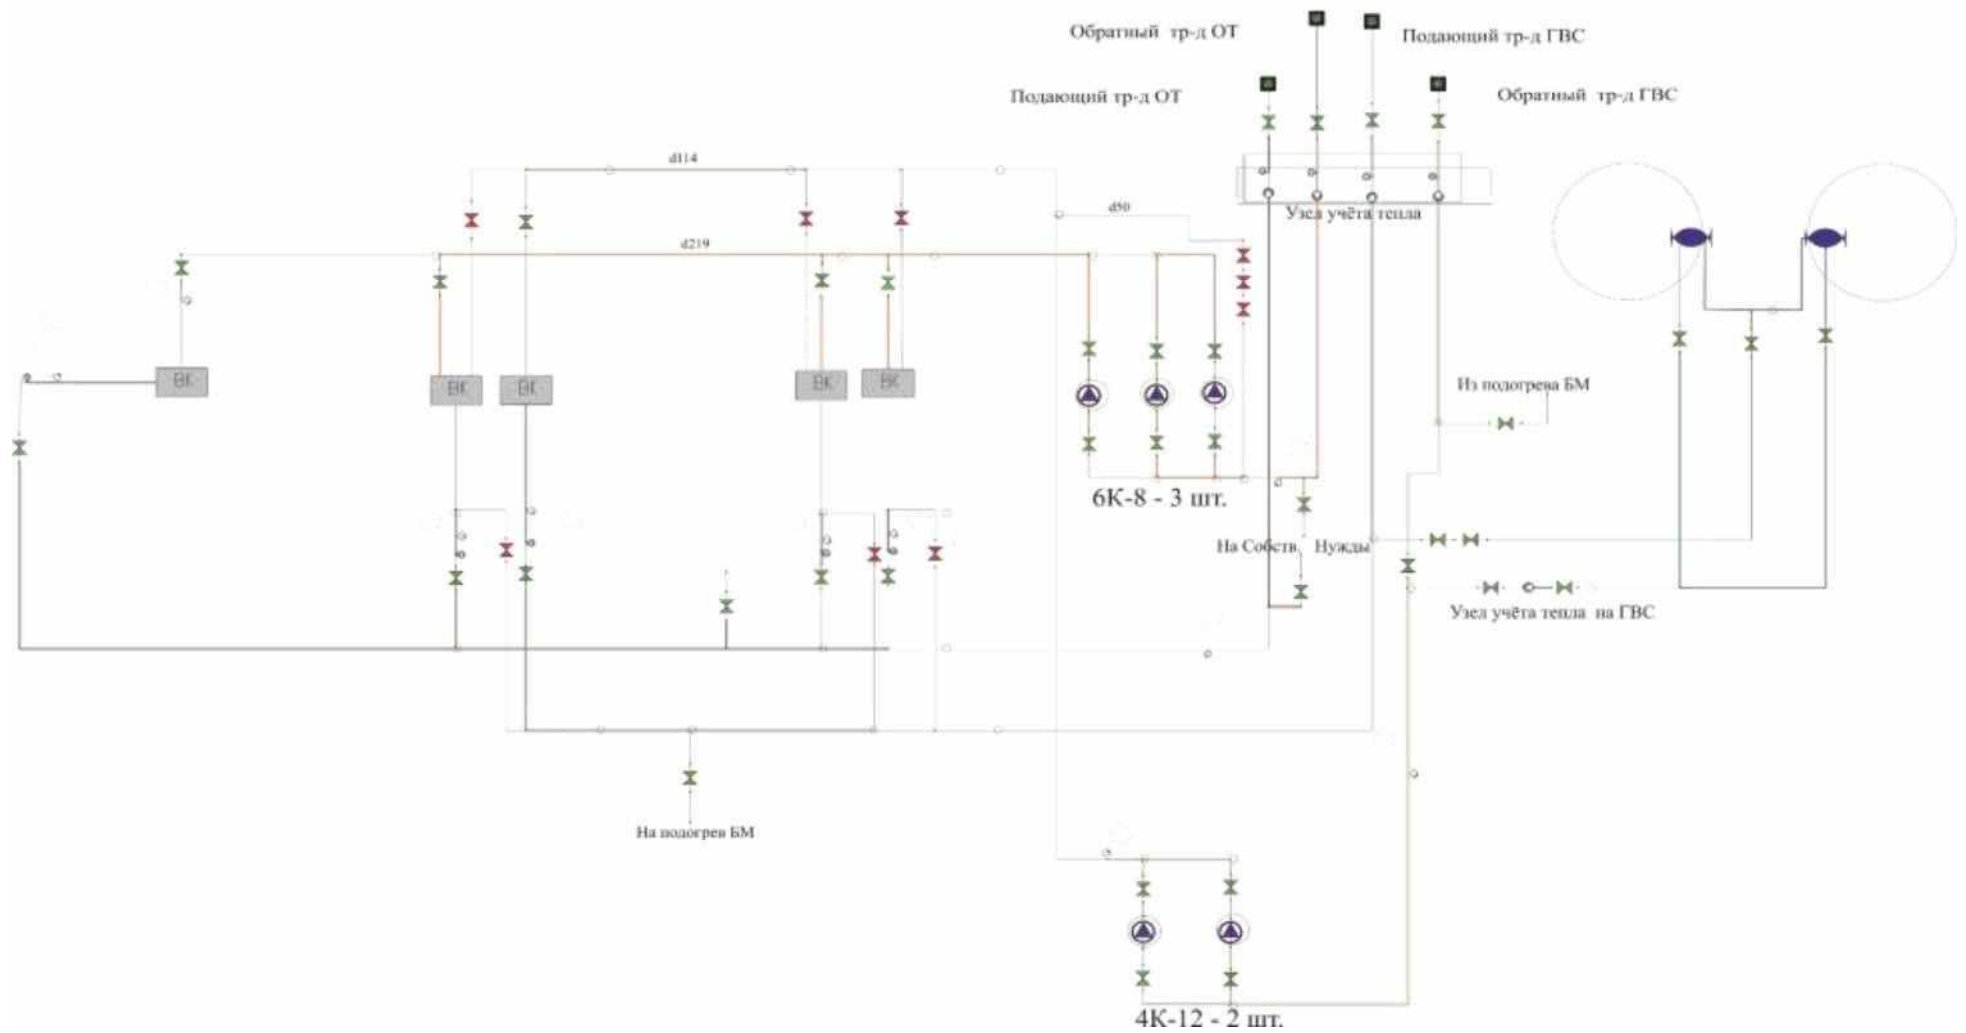 Обратный тр-д ОТ
Подающий тр-д ГВС
Подающий тр-д ОТ
Обратный тр-д ГВС
d114
d50
Узел учёта тепла
d219
ВК
ВК
ВК
ВК
ВК
Из подогрева БМ
6К-8 - 3 шт.
На Собств. Нужды
Узел учёта тепла на ГВС
На подогрев БМ
4К-12 - 2 шт.